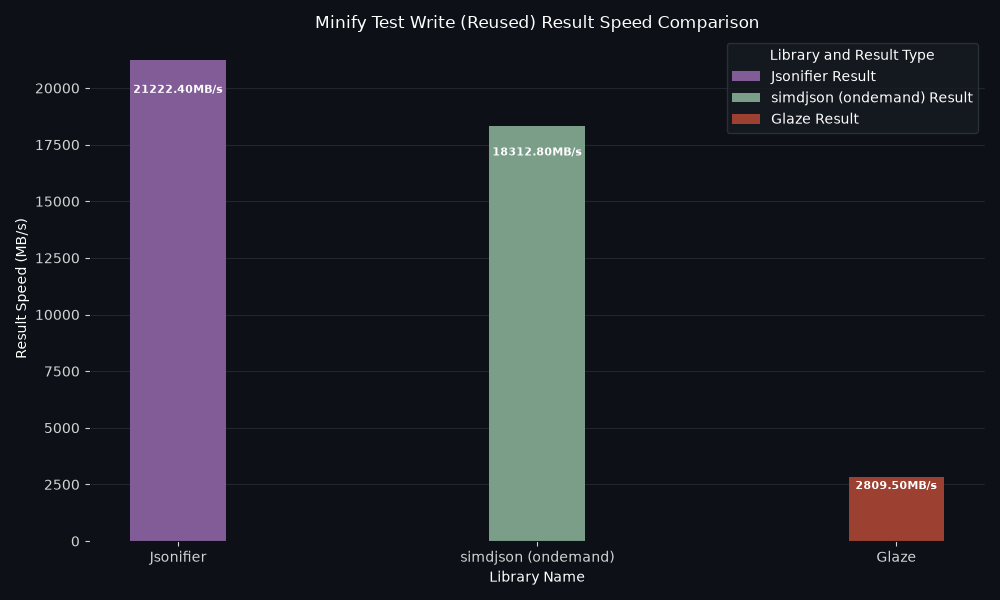 Minify Test Write (Reused) Result Speed Comparison
Library and Result Type
Jsonifier Result
simdjson (ondemand) Result
Glaze Result
Result Speed (MB/s)
20000
17500
15000
12500
10000
7500
5000
2500
0
21222.40MB/s
18312.80MB/s
2809.50MB/s
Jsonifier
simdjson (ondemand)
Glaze
Library Name